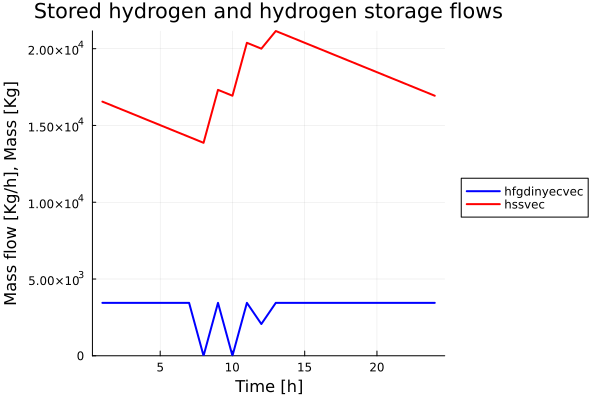 Stored hydrogen and hydrogen storage flows
Mass flow [Kg/h], Mass [Kg]
2.00×10⁴
1.50×10⁴
1.00×10⁴
5.00×10³
0
5 10 15 20
Time [h]
hfgdinyecvec
hssvec